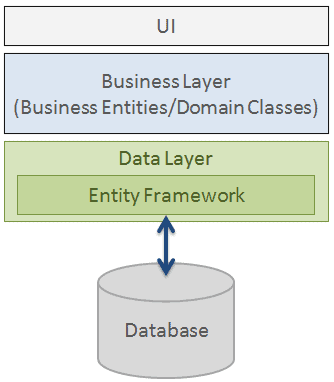 UI
Business Layer
(Business Entities/Domain Classes)
Data Layer
Entity Framework
Database